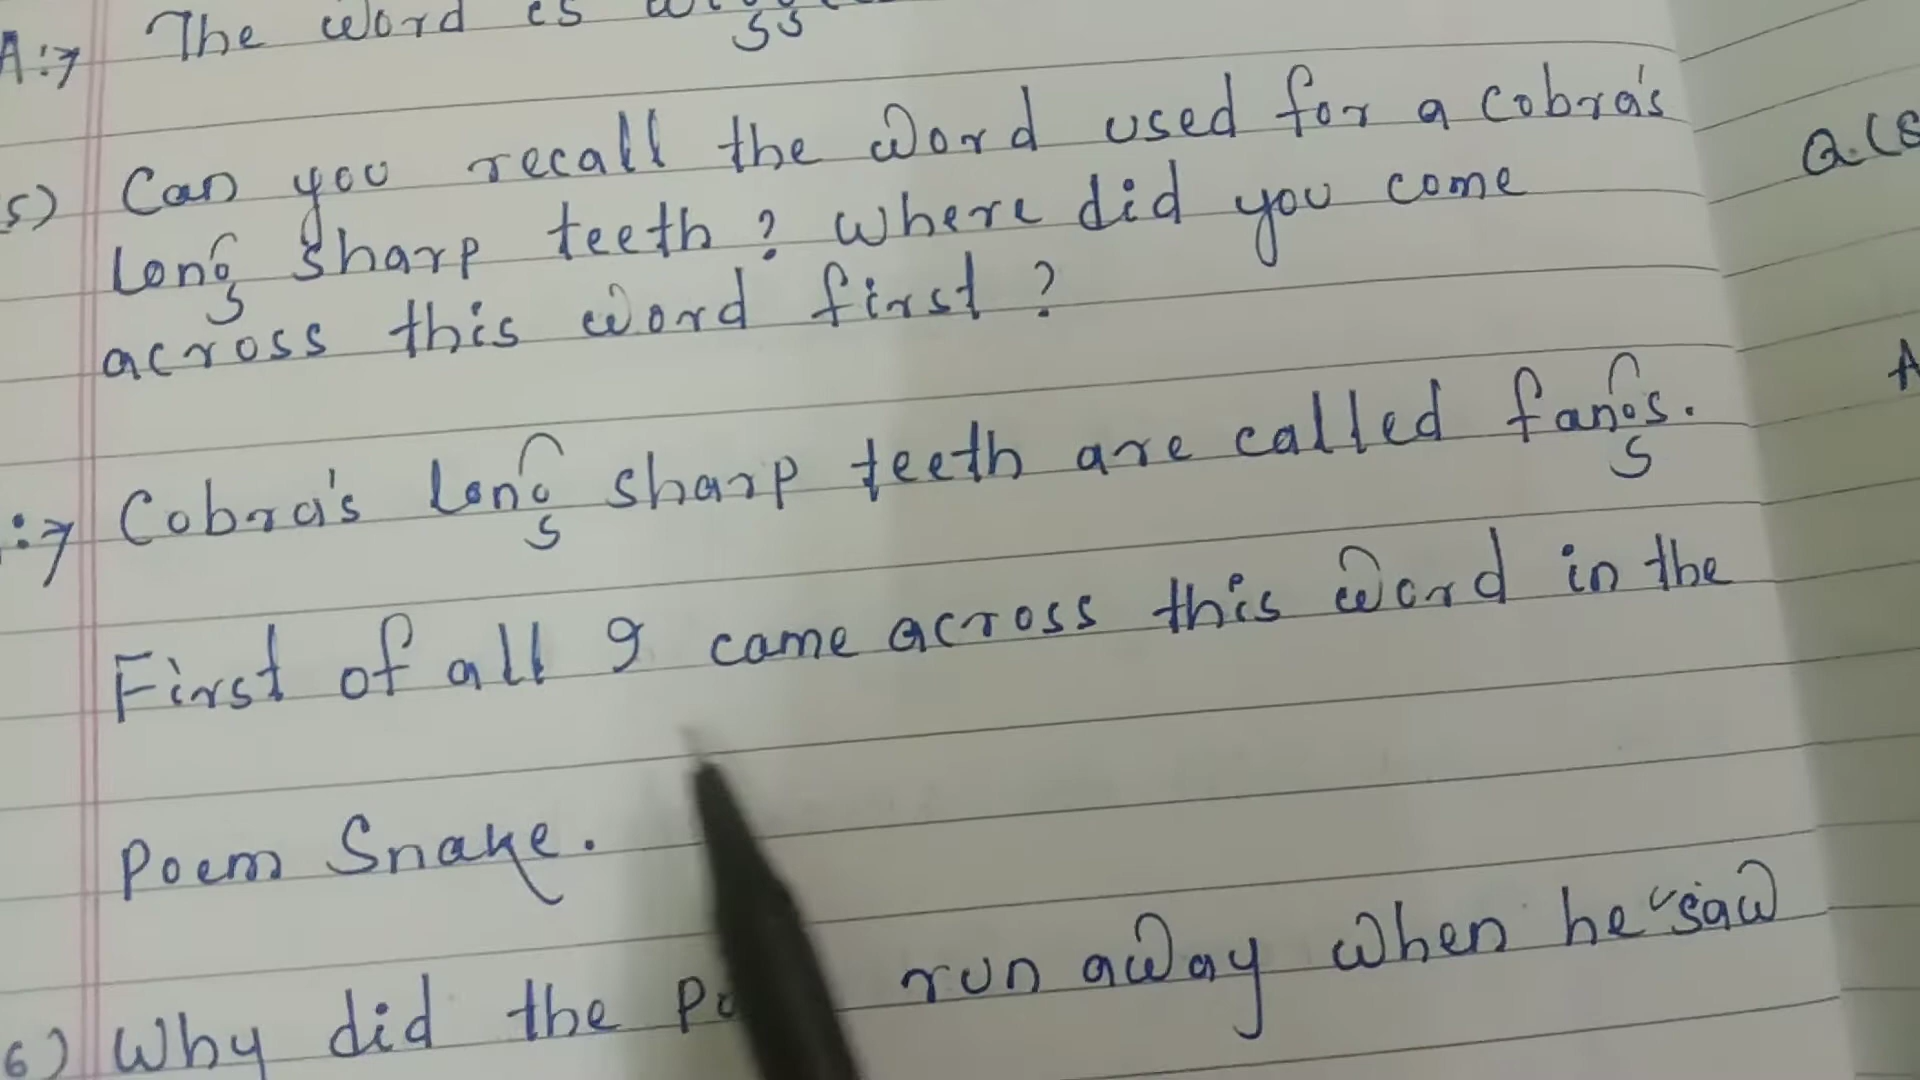 A:→ The word is
5) Can you recall the word used for a cobra's
long sharp teeth? Where did you come
across this word first?
:→ Cobra's long sharp teeth are called fangs.
First of all I came across this word in the
Poem Snake.
6) Why did the run away when he saw
Q.(
A